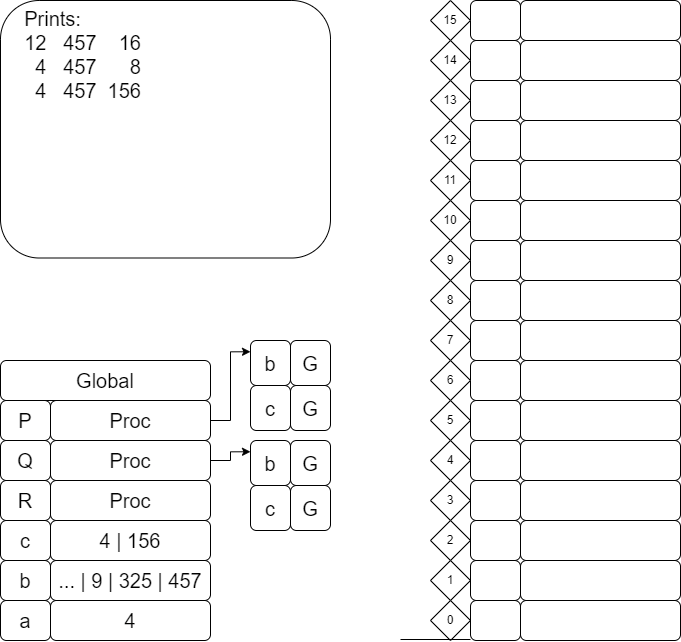 Prints:
12 457 16
4 457 8
4 457 156
Global
P Proc
Q Proc
R Proc
c 4 | 156
b ... | 9 | 325 | 457
a 4
b G
c G
b G
c G
15
14
13
12
11
10
9
8
7
6
5
4
3
2
1
0